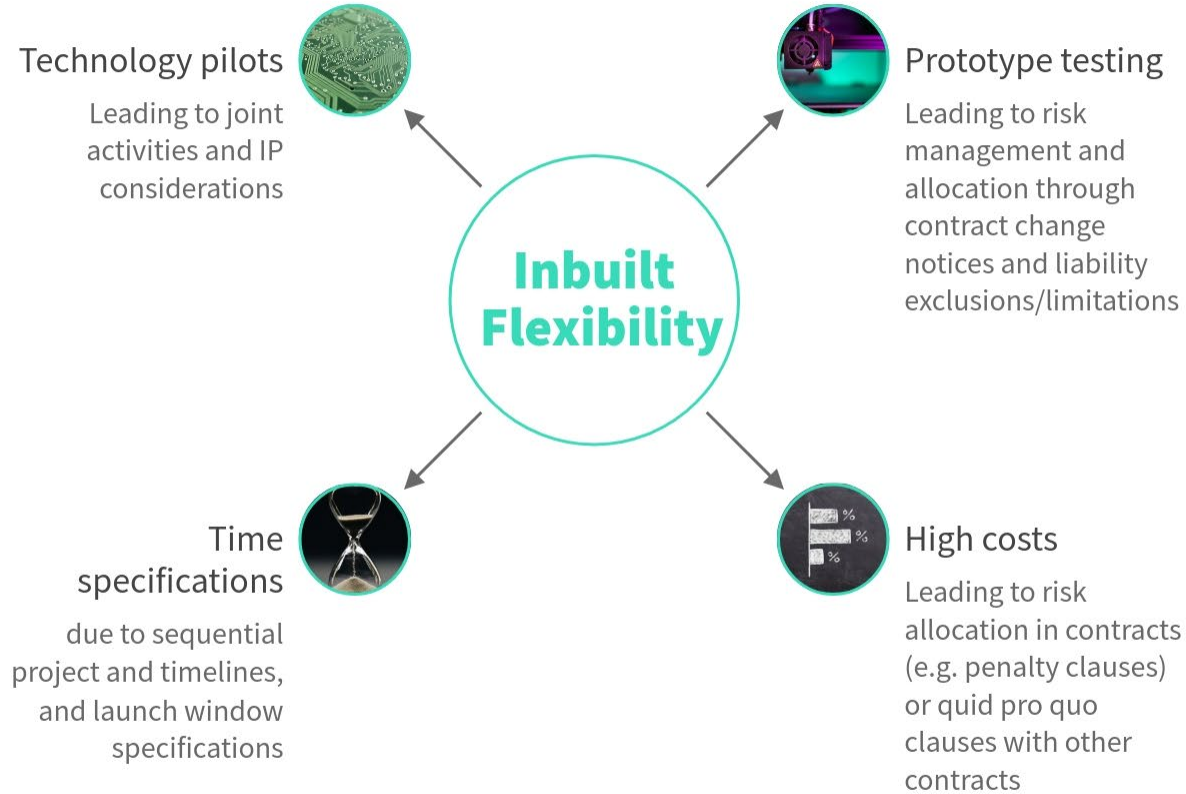 Technology pilots
Leading to joint
activities and IP
considerations
Prototype testing
Leading to risk
management and
allocation through
contract change
notices and liability
exclusions/limitations
Inbuilt
Flexibility
Time
specifications
due to sequential
project and timelines,
and launch window
specifications
%
%
%
High costs
Leading to risk
allocation in contracts
(e.g. penalty clauses)
or quid pro quo
clauses with other
contracts